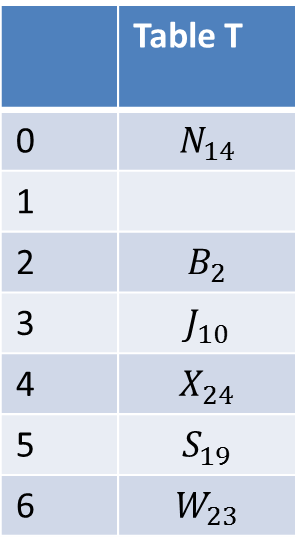 Table T
0 N₁₄
1
2 B₂
3 J₁₀
4 X₂₄
5 S₁₉
6 W₂₃